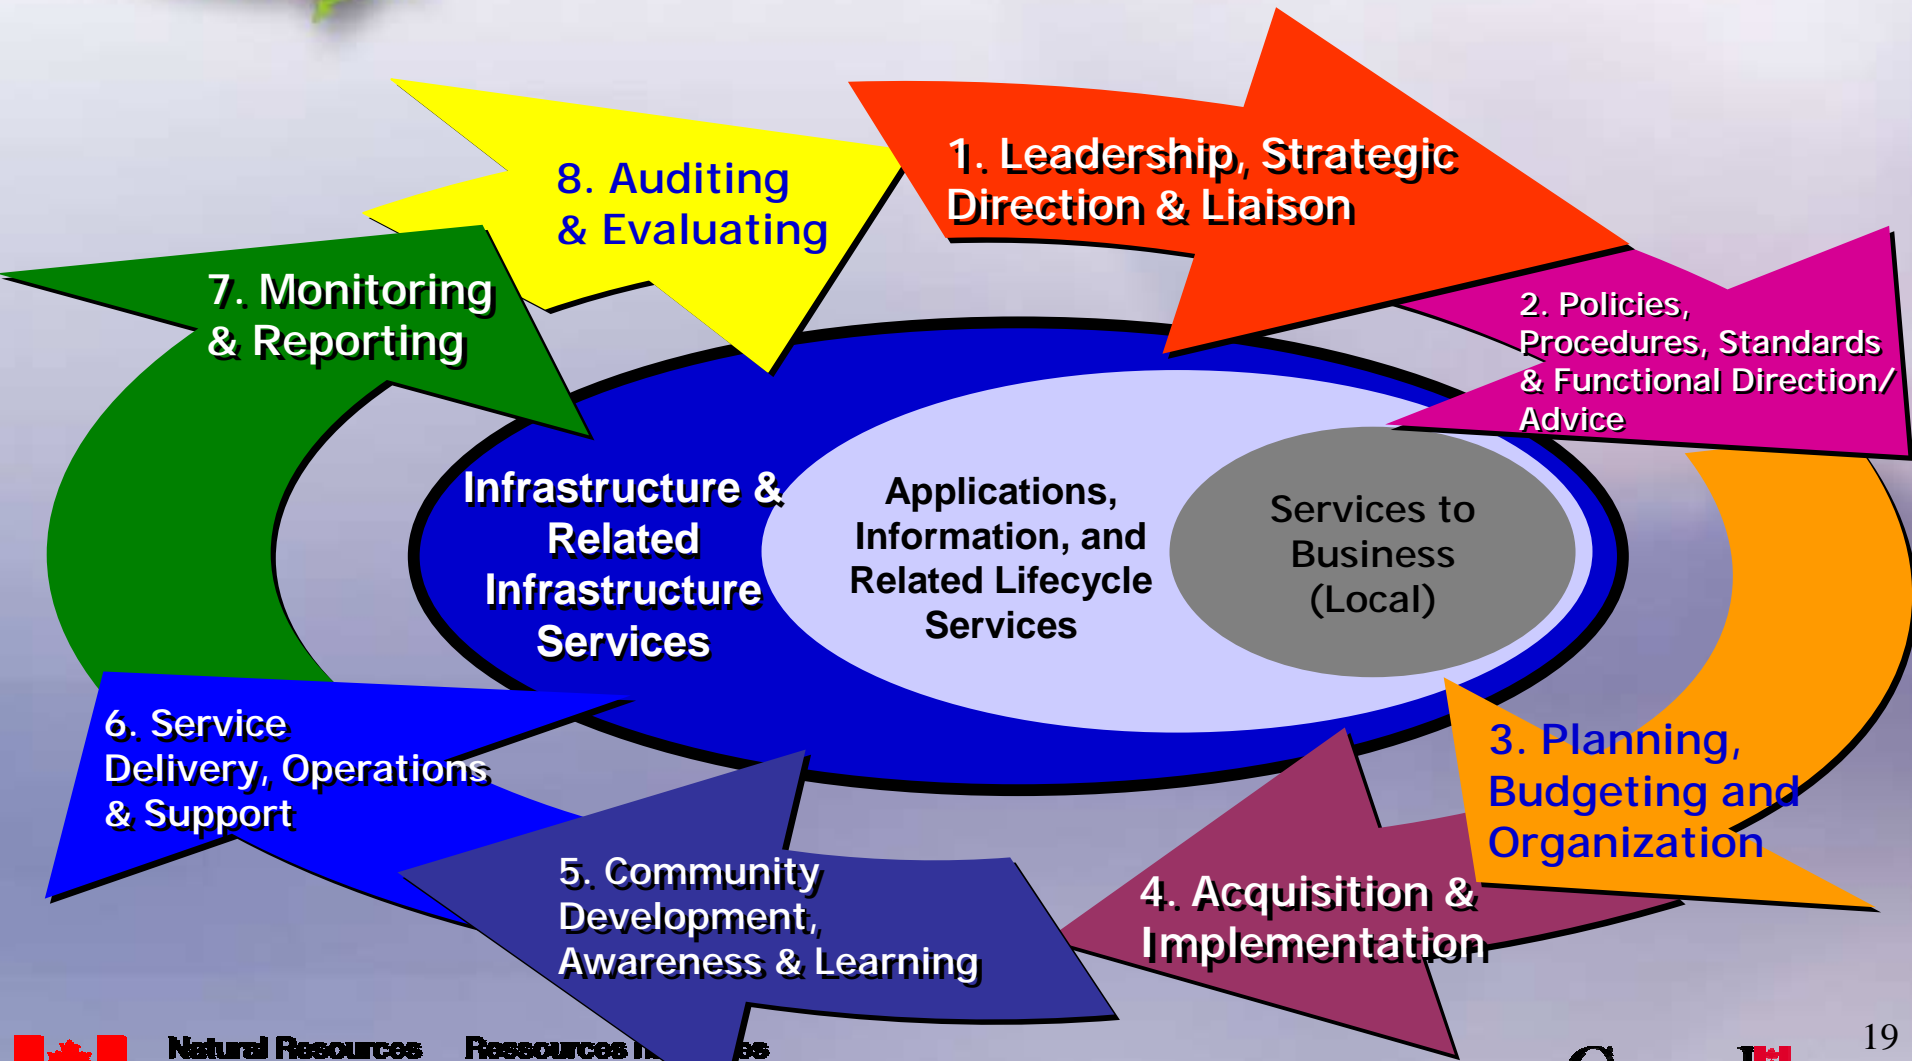 1. Leadership, Strategic
Direction & Liaison
2. Policies,
Procedures, Standards
& Functional Direction/
Advice
3. Planning,
Budgeting and
Organization
4. Acquisition &
Implementation
5. Community
Development,
Awareness & Learning
6. Service
Delivery, Operations
& Support
7. Monitoring
& Reporting
8. Auditing
& Evaluating
Infrastructure &
Related
Infrastructure
Services
Applications,
Information, and
Related Lifecycle
Services
Services to
Business
(Local)
Natural Resources
Ressources
19